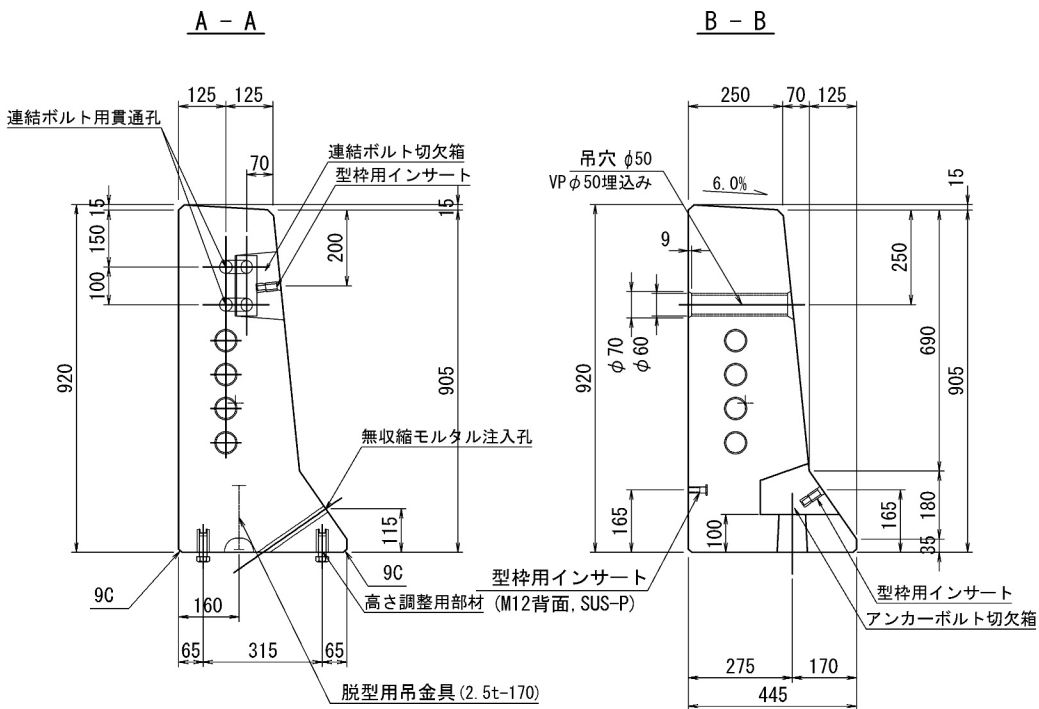 A - A
B - B
125
125
連結ボルト用貫通孔
70
連結ボルト切欠箱
型枠用インサート
15
150
100
920
15
200
905
無収縮モルタル注入孔
115
9C
9C
160
高さ調整用部材
65
315
65
脱型用吊金具(2.5t-170)
250
70
125
吊穴 φ50
VPφ50埋込み
6.0%
15
9
250
φ70
φ60
920
690
905
165
100
165
180
35
型枠用インサート
(M12背面,SUS-P)
型枠用インサート
アンカーボルト切欠箱
275
170
445